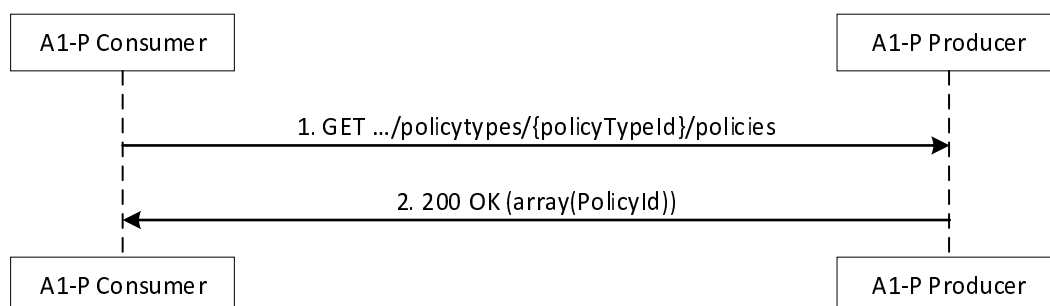 A1-P Consumer
A1-P Producer
1. GET .../policytypes/{policyTypeId}/policies
2. 200 OK (array(PolicyId))
A1-P Consumer
A1-P Producer